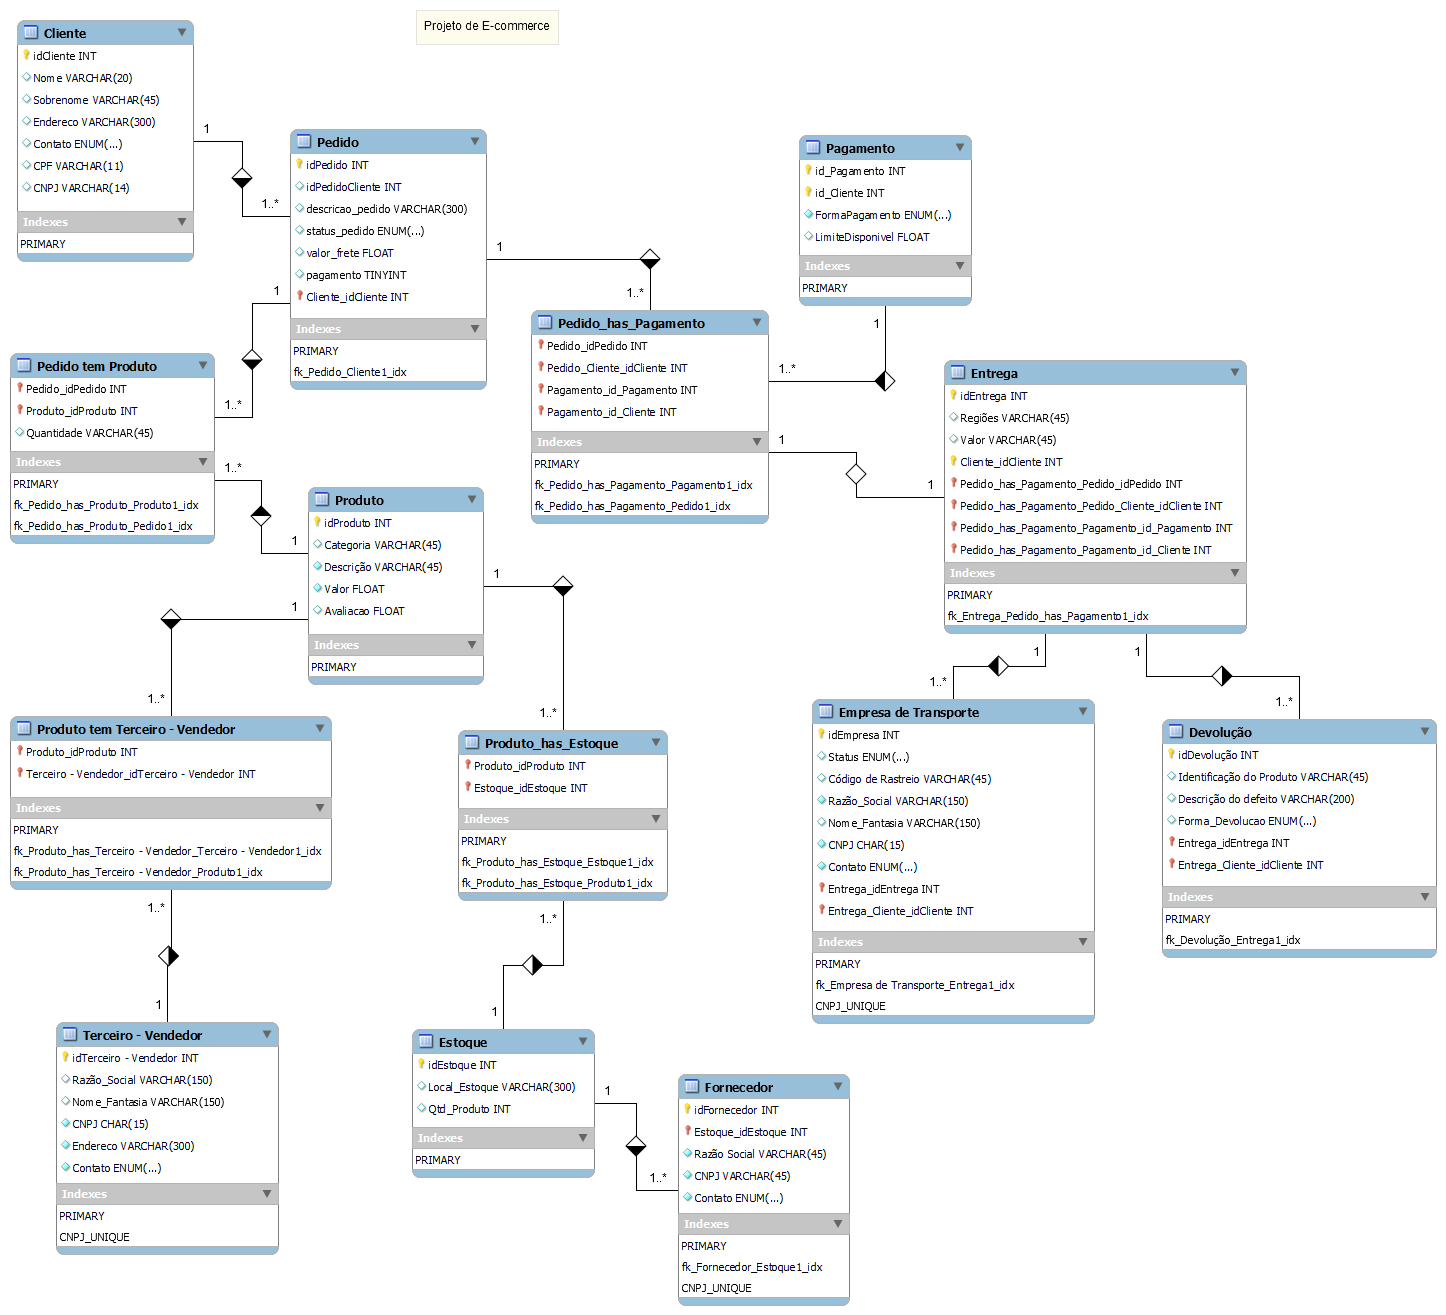 Projeto de E-commerce
Cliente
idCliente INT
Nome VARCHAR(20)
Sobrenome VARCHAR(45)
Endereco VARCHAR(300)
Contato ENUM(...)
CPF VARCHAR(11)
CNPJ VARCHAR(14)
Indexes
PRIMARY
1
1..*
Pedido
idPedido INT
idPedidoCliente INT
descricao_pedido VARCHAR(300)
status_pedido ENUM(...)
valor_frete FLOAT
pagamento TINYINT
Cliente_idCliente INT
Indexes
PRIMARY
fk_Pedido_Cliente1_idx
1
1..*
1
1..*
Pagamento
id_Pagamento INT
id_Cliente INT
FormaPagamento ENUM(...)
LimiteDisponivel FLOAT
Indexes
PRIMARY
1
1..*
Pedido_has_Pagamento
Pedido_idPedido INT
Pedido_Cliente_idCliente INT
Pagamento_id_Pagamento INT
Pagamento_id_Cliente INT
Indexes
PRIMARY
fk_Pedido_has_Pagamento_Pagamento1_idx
fk_Pedido_has_Pagamento_Pedido1_idx
1
1
Pedido tem Produto
Pedido_idPedido INT
Produto_idProduto INT
Quantidade VARCHAR(45)
Indexes
PRIMARY
fk_Pedido_has_Produto_Produto1_idx
fk_Pedido_has_Produto_Pedido1_idx
1..*
1
Entrega
idEntrega INT
Regiões VARCHAR(45)
Valor VARCHAR(45)
Cliente_idCliente INT
Pedido_has_Pagamento_Pedido_idPedido INT
Pedido_has_Pagamento_Pedido_Cliente_idCliente INT
Pedido_has_Pagamento_Pagamento_id_Pagamento INT
Pedido_has_Pagamento_Pagamento_id_Cliente INT
Indexes
PRIMARY
fk_Entrega_Pedido_has_Pagamento1_idx
1
1..*
1
1..*
Produto
idProduto INT
Categoria VARCHAR(45)
Descrição VARCHAR(45)
Valor FLOAT
Avaliacao FLOAT
Indexes
PRIMARY
1
1..*
1
1..*
Produto tem Terceiro - Vendedor
Produto_idProduto INT
Terceiro - Vendedor_idTerceiro - Vendedor INT
Indexes
PRIMARY
fk_Produto_has_Terceiro - Vendedor_Terceiro - Vendedor1_idx
fk_Produto_has_Terceiro - Vendedor_Produto1_idx
1..*
1
Produto_has_Estoque
Produto_idProduto INT
Estoque_idEstoque INT
Indexes
PRIMARY
fk_Produto_has_Estoque_Estoque1_idx
fk_Produto_has_Estoque_Produto1_idx
1..*
1
Empresa de Transporte
idEmpresa INT
Status ENUM(...)
Código de Rastreio VARCHAR(45)
Razão_Social VARCHAR(150)
Nome_Fantasia VARCHAR(150)
CNPJ CHAR(15)
Contato ENUM(...)
Entrega_idEntrega INT
Entrega_Cliente_idCliente INT
Indexes
PRIMARY
fk_Empresa de Transporte_Entrega1_idx
CNPJ_UNIQUE
Devolução
idDevolução INT
Identificação do Produto VARCHAR(45)
Descrição do defeito VARCHAR(200)
Forma_Devolucao ENUM(...)
Entrega_idEntrega INT
Entrega_Cliente_idCliente INT
Indexes
PRIMARY
fk_Devolução_Entrega1_idx
Terceiro - Vendedor
idTerceiro - Vendedor INT
Razão_Social VARCHAR(150)
Nome_Fantasia VARCHAR(150)
CNPJ CHAR(15)
Endereco VARCHAR(300)
Contato ENUM(...)
Indexes
PRIMARY
CNPJ_UNIQUE
Estoque
idEstoque INT
Local_Estoque VARCHAR(300)
Qtd_Produto INT
Indexes
PRIMARY
1
1..*
Fornecedor
idFornecedor INT
Estoque_idEstoque INT
Razão Social VARCHAR(45)
CNPJ VARCHAR(45)
Contato ENUM(...)
Indexes
PRIMARY
fk_Fornecedor_Estoque1_idx
CNPJ_UNIQUE